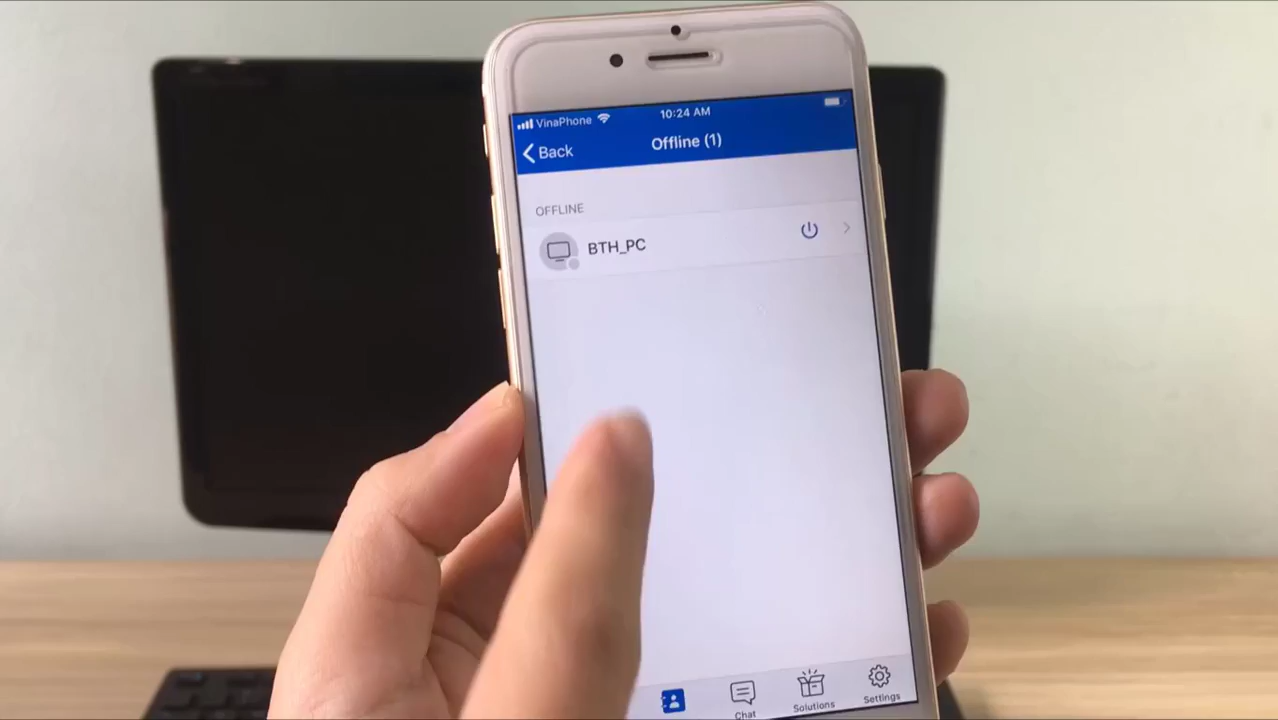 VinaPhone 10:24 AM
Back Offline (1)
OFFLINE
BTH_PC
Chat Solutions Settings